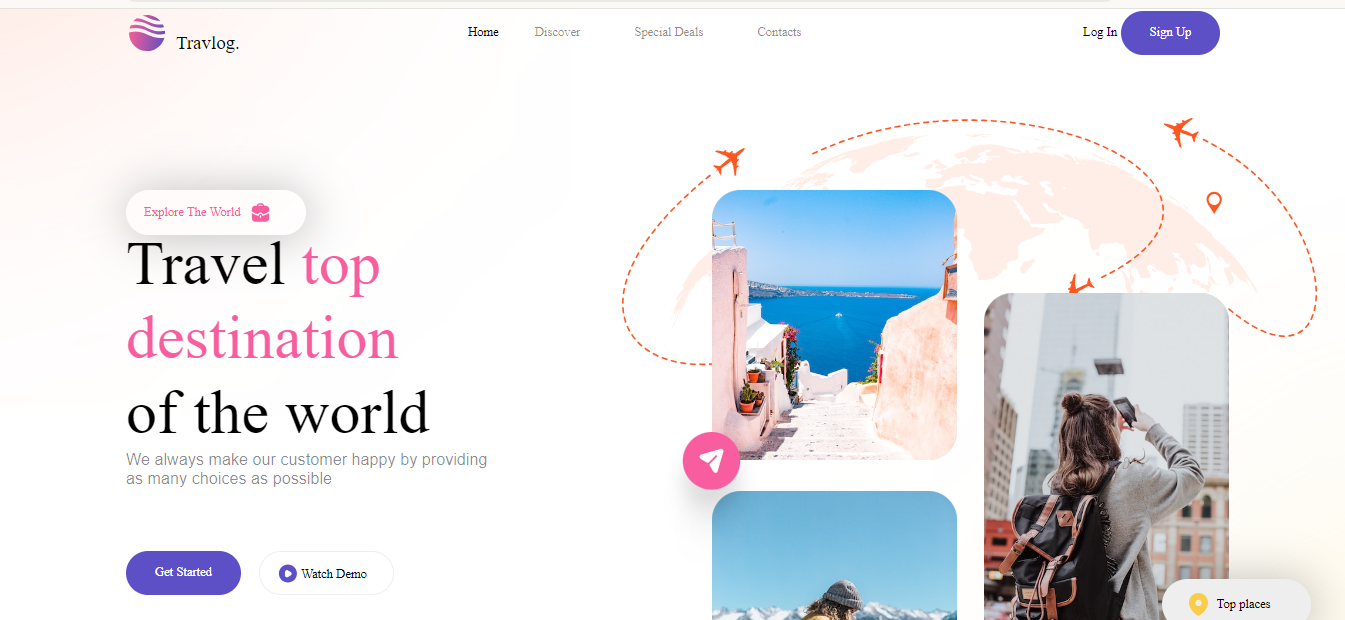 Travlog.
Home
Discover
Special Deals
Contacts
Log In
Sign Up
Explore The World
Travel top
destination
of the world
We always make our customer happy by providing
as many choices as possible
Get Started
Watch Demo
Top places